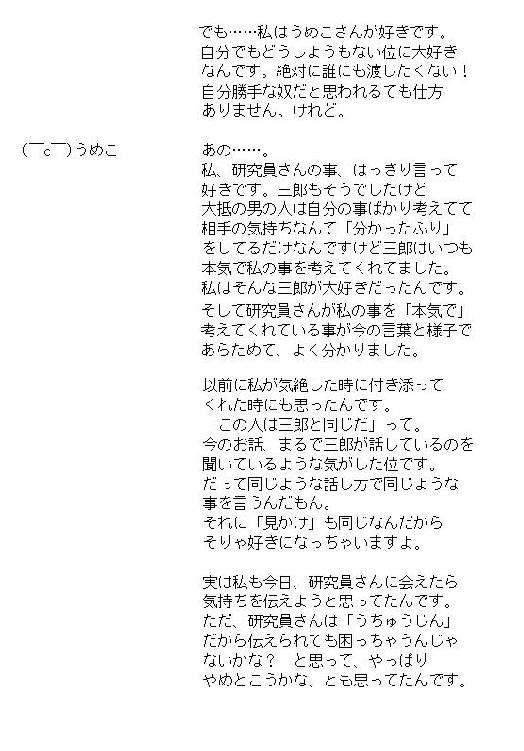 でも……私はうめこさんが好きです。
自分でもどうしようもない位に大好き
なんです。絶対に誰にも渡したくない！
自分勝手な奴だと思われるても仕方
ありません、けれど。
(￣c￣)うめこ　あの……。
私、研究員さんの事、はっきり言って
好きです。三郎もそうでしたけど
大抵の男の人は自分の事ばかり考えてて
相手の気持ちなんて「分かったふり」
をしてるだけなんですけど三郎はいつも
本気で私の事を考えてくれてました。
私はそんな三郎が大好きだったんです。
そして研究員さんが私の事を「本気で」
考えてくれている事が今の言葉と様子で
あらためて、よく分かりました。
以前に私が気絶した時に付き添って
くれた時にも思ったんです。
「この人は三郎と同じだ」って。
今のお話、まるで三郎が話しているのを
聞いているような気がした位です。
だって同じような話し方で同じような
事を言うんだもん。
それに「見かけ」も同じなんだから
そりゃ好きになっちゃいますよ。
実は私も今日、研究員さんに会えたら
気持ちを伝えようと思ってたんです。
ただ、研究員さんは「うちゅうじん」
だから伝えられても困っちゃうんじゃ
ないかな？　と思って、やっぱり
やめとこうかな、とも思ってたんです。